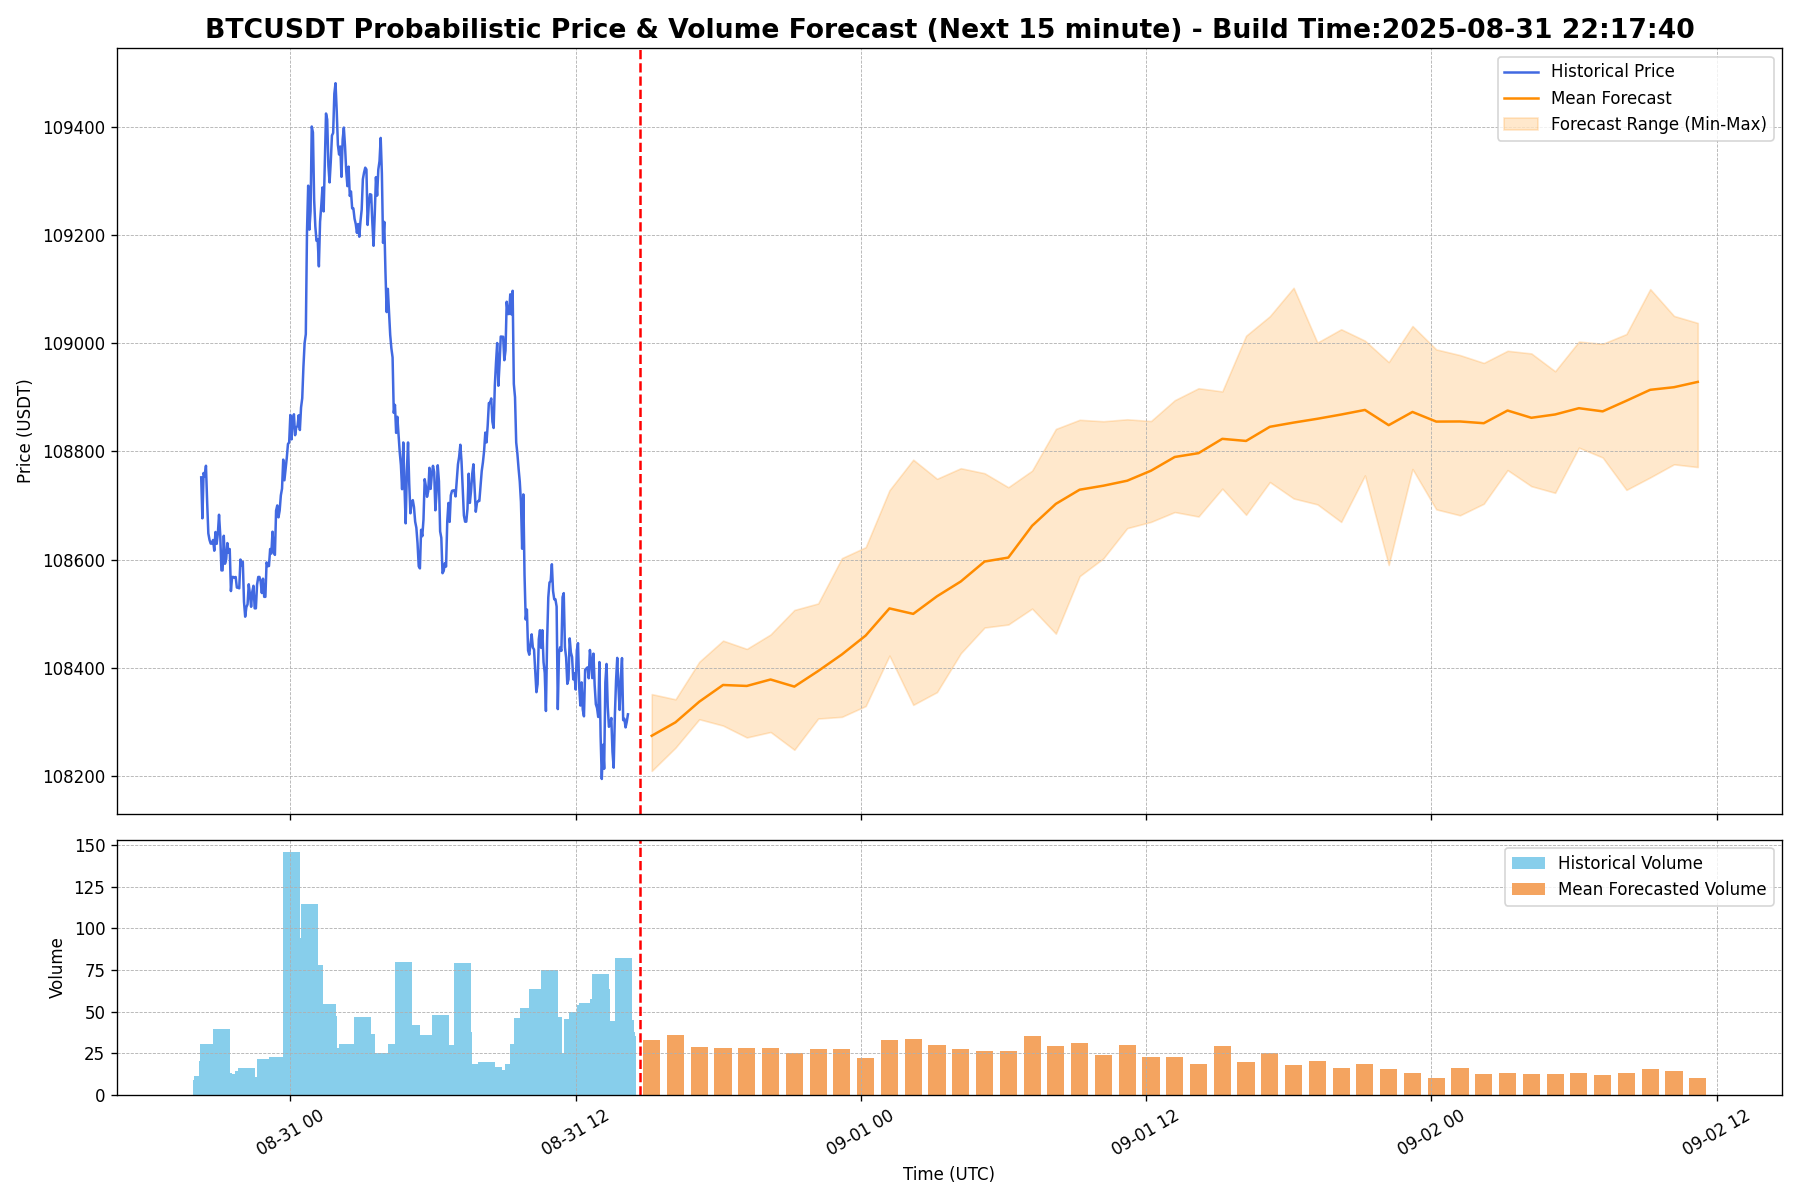 BTCUSDT Probabilistic Price & Volume Forecast (Next 15 minute) - Build Time:2025-08-31 22:17:40
Historical Price
Mean Forecast
Forecast Range (Min-Max)
109400
109200
109000
108800
108600
108400
108200
Price (USDT)
Historical Volume
Mean Forecasted Volume
150
125
100
75
50
25
0
Volume
08-31 00
08-31 12
09-01 00
09-01 12
09-02 00
09-02 12
Time (UTC)